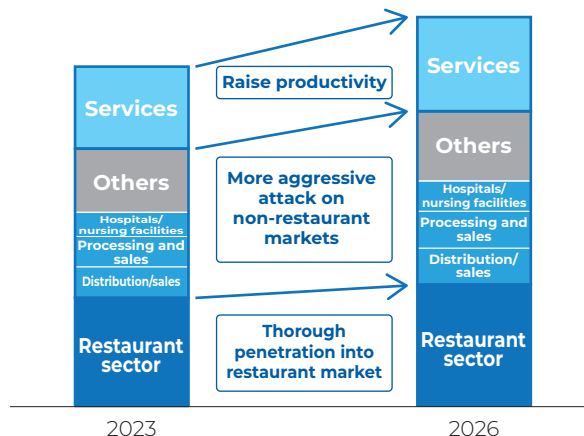 Services
Others
Hospitals/
nursing facilities
Processing and
sales
Distribution/sales
Restaurant
sector
Raise productivity
More aggressive
attack on
non-restaurant
markets
Thorough
penetration into
restaurant market
Services
Others
Hospitals/
nursing facilities
Processing and
sales
Distribution/
sales
Restaurant
sector
2023
2026